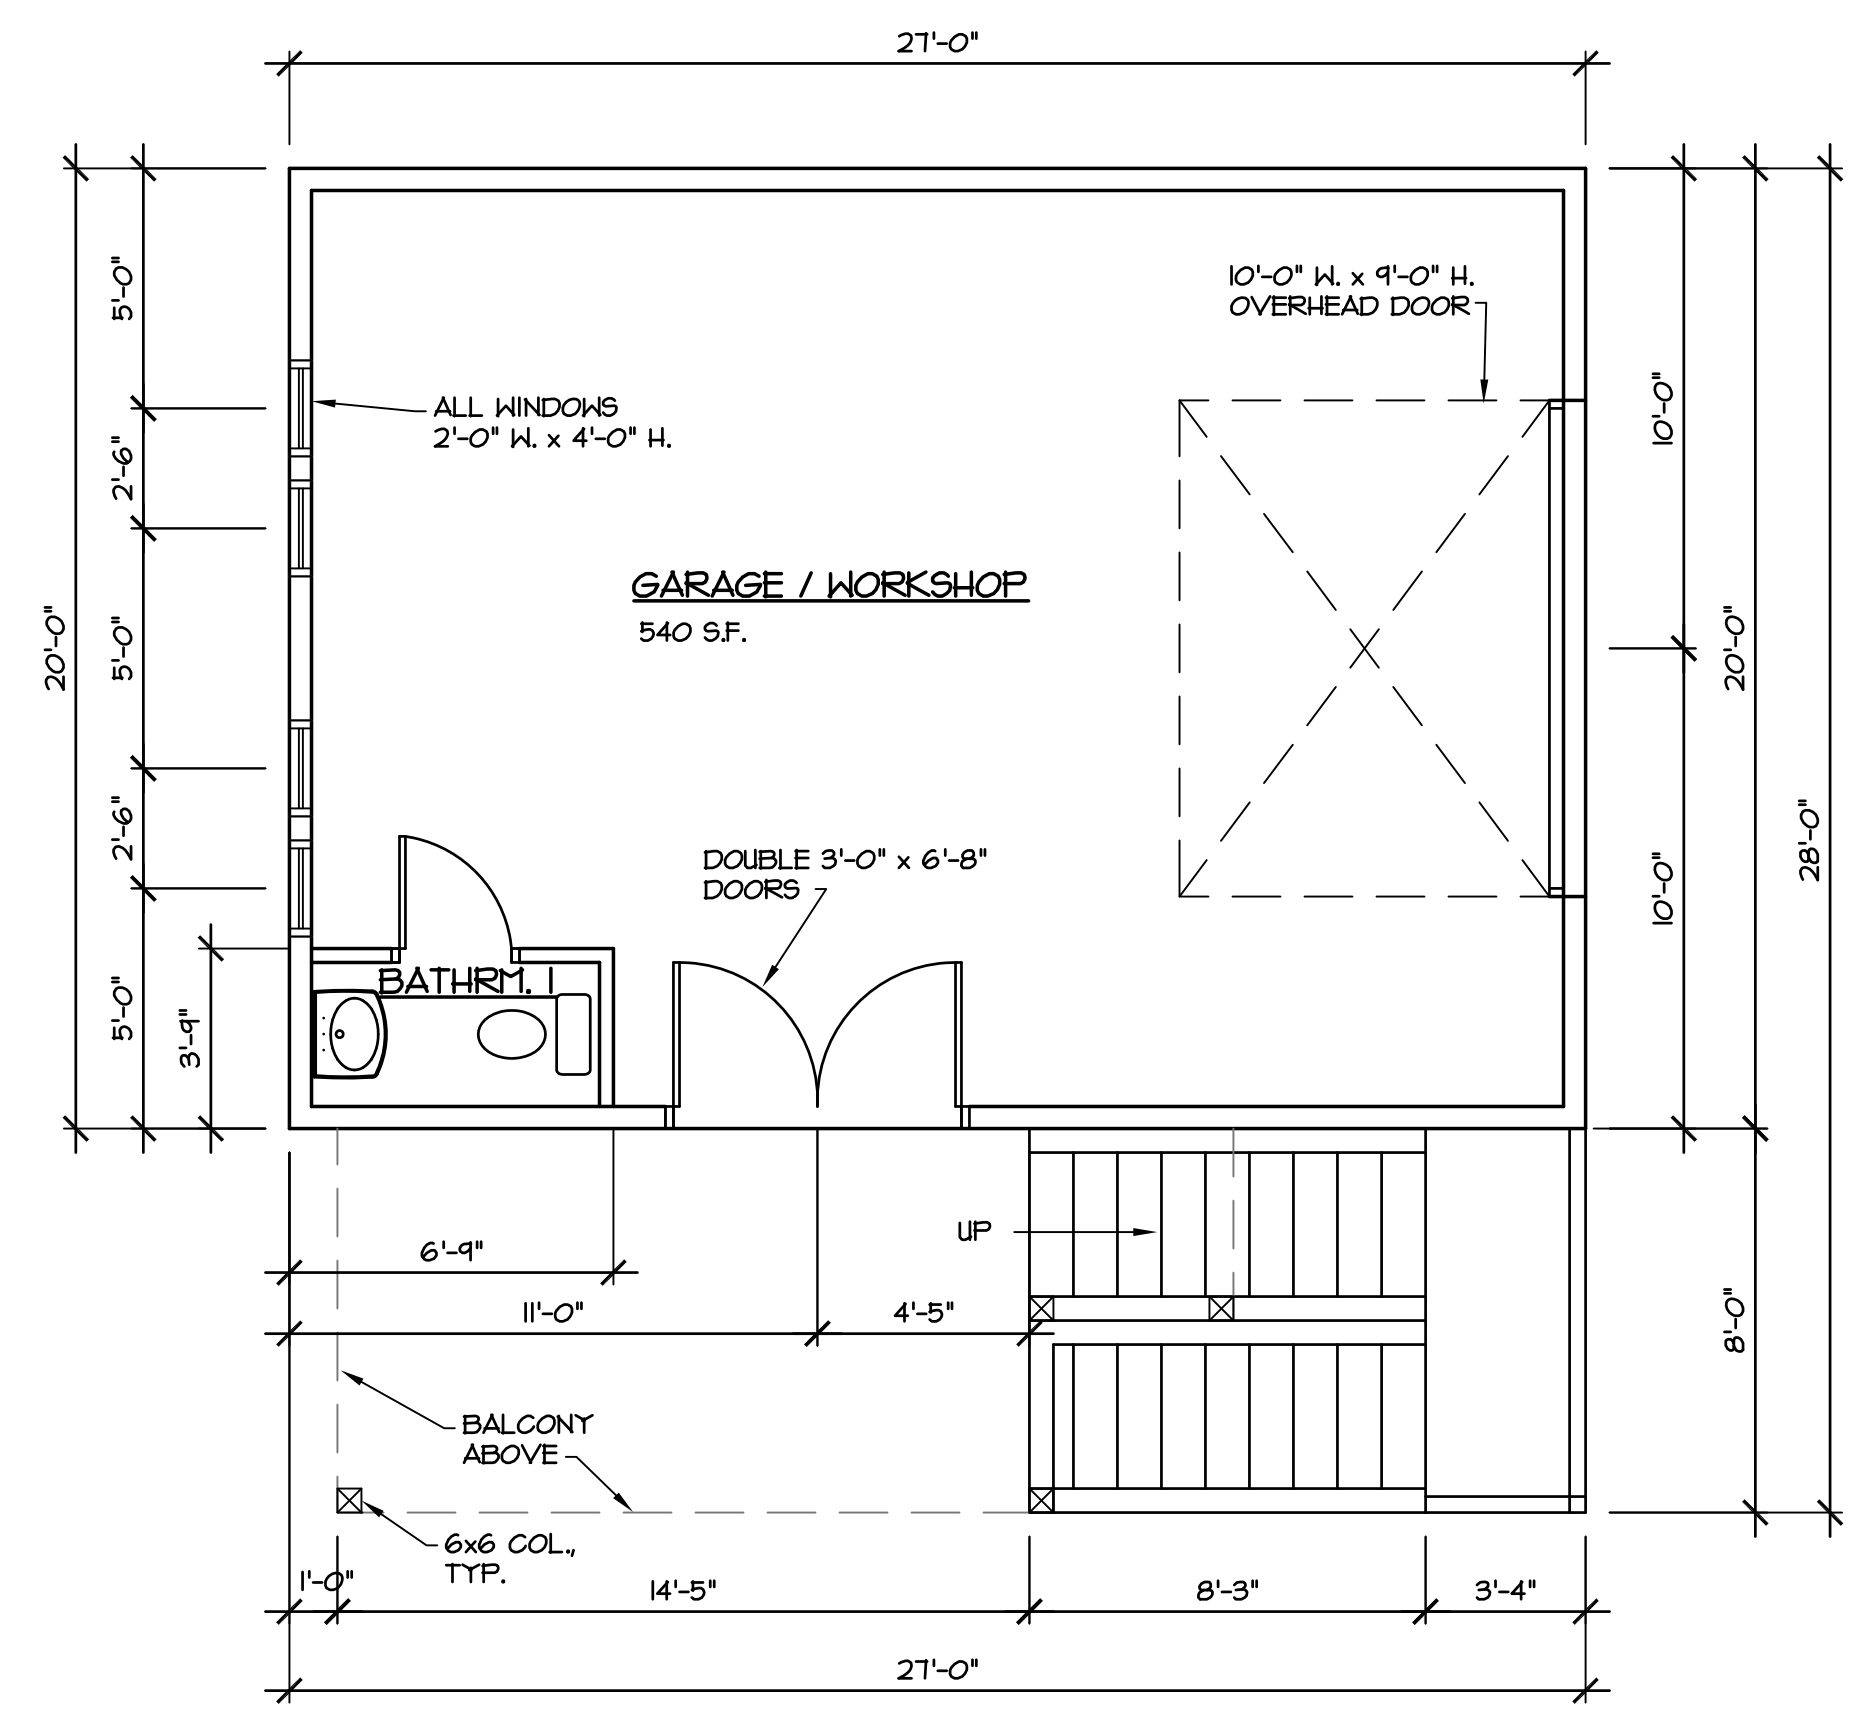 27'-0"
5'-0"
10'-0" W. x 9'-0" H.
OVERHEAD DOOR
10'-0"
ALL WINDOWS
2'-0" W. x 4'-0" H.
2'-6"
GARAGE / WORKSHOP
540 S.F.
20'-0"
5'-0"
20'-0"
2'-6"
28'-0"
DOUBLE 3'-0" x 6'-8"
DOORS
10'-0"
BATHRM. 1
5'-0"
3'-9"
UP
6'-9"
11'-0"
4'-5"
8'-0"
BALCONY
ABOVE
6x6 COL.,
TYP.
1'-0"
14'-5"
8'-3"
3'-4"
27'-0"